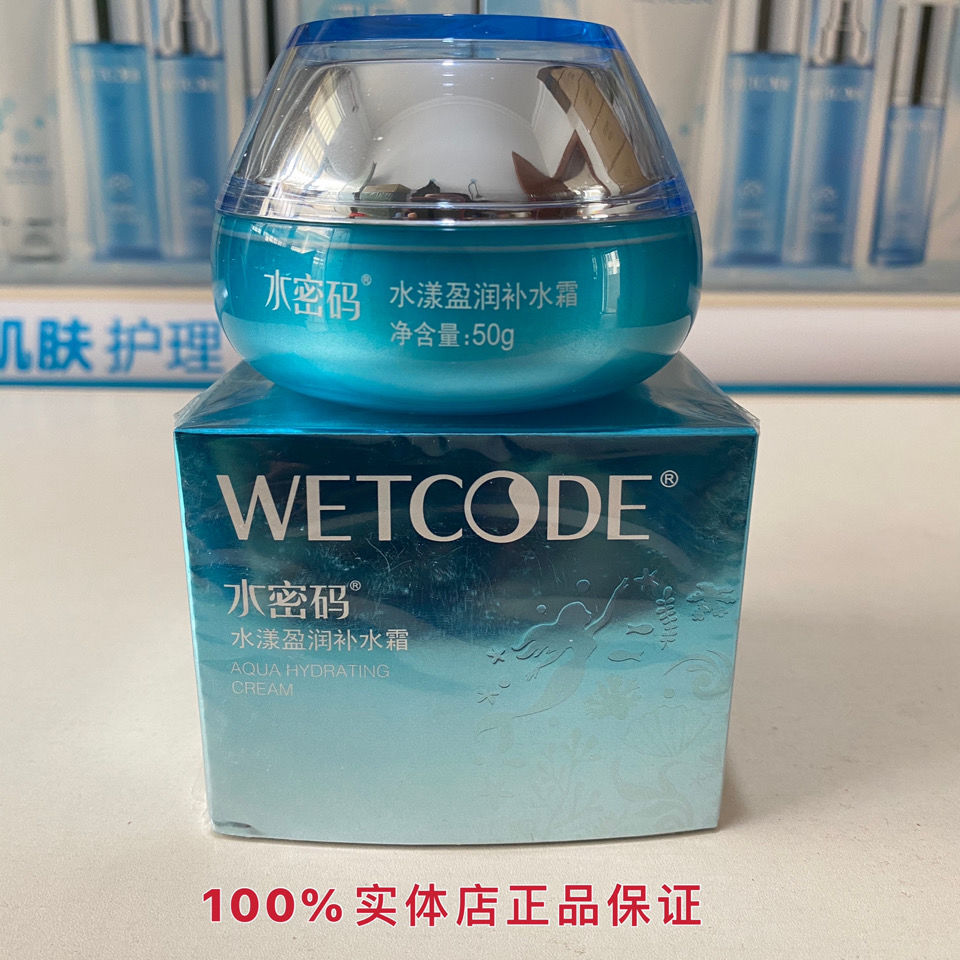 水密码® 水漾盈润补水霜
净含量:50g
肌肤护理
WETCODE®
水密码®
水漾盈润补水霜
AQUA HYDRATING
CREAM
100%实体店正品保证